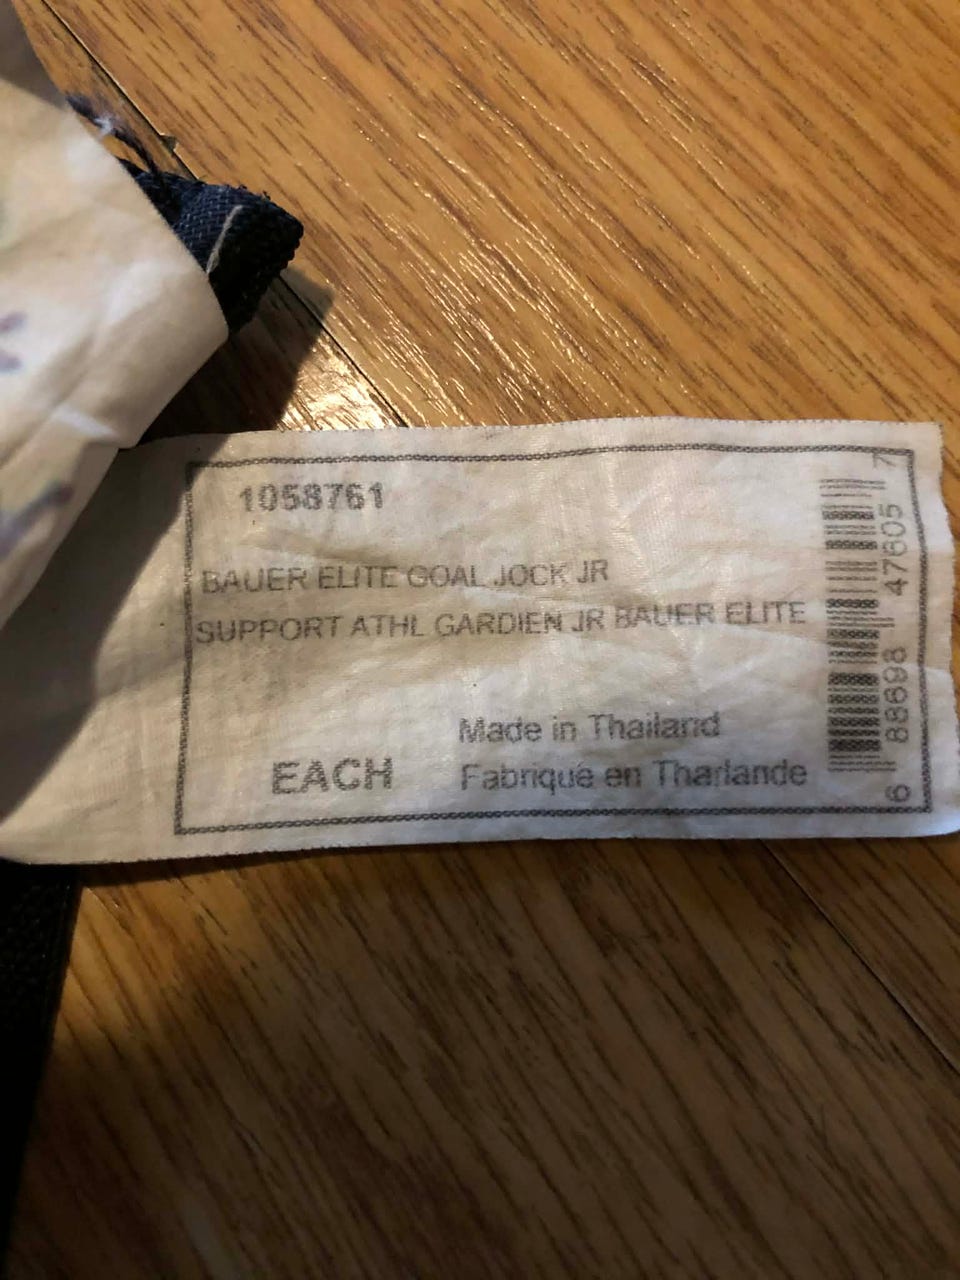 1058761
BAUER ELITE GOAL JOCK JR
SUPPORT ATHL GARDIEN JR BAUER ELITE
Made in Thailand
EACH Fabriqué en Thaïlande
6 88698 47605 7